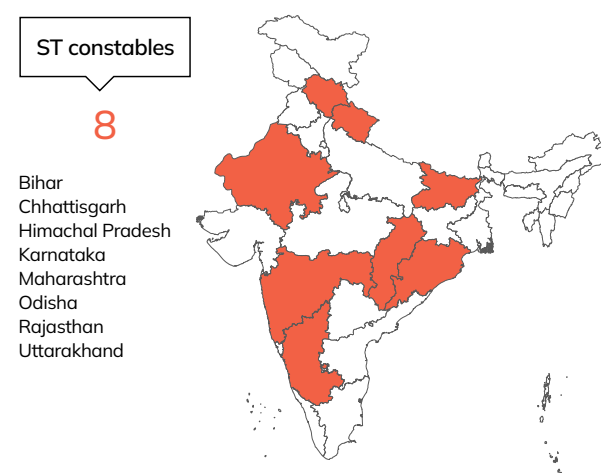 ST constables
8
Bihar
Chhattisgarh
Himachal Pradesh
Karnataka
Maharashtra
Odisha
Rajasthan
Uttarakhand